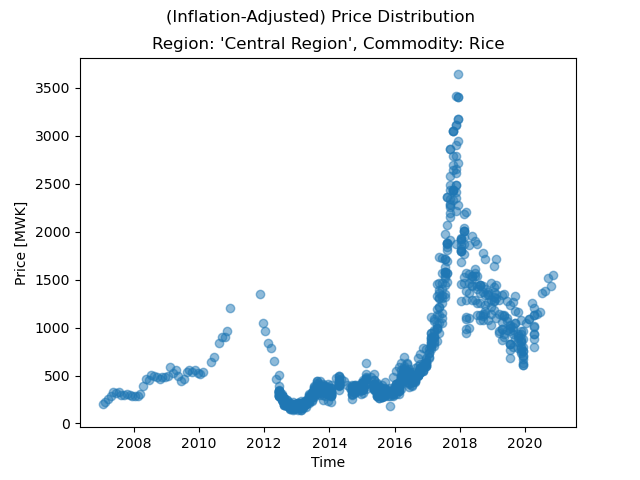 (Inflation-Adjusted) Price Distribution
Region: 'Central Region', Commodity: Rice
3500
3000
2500
2000
1500
1000
500
0
Price [MWK]
2008 2010 2012 2014 2016 2018 2020
Time